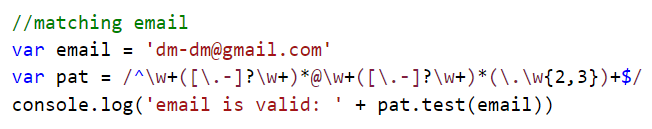 //matching email
var email = 'dm-dm@gmail.com'
var pat = /^\w+([\.-]?\w+)*@\w+([\.-]?\w+)*(\.\w{2,3})+$/
console.log('email is valid: ' + pat.test(email))